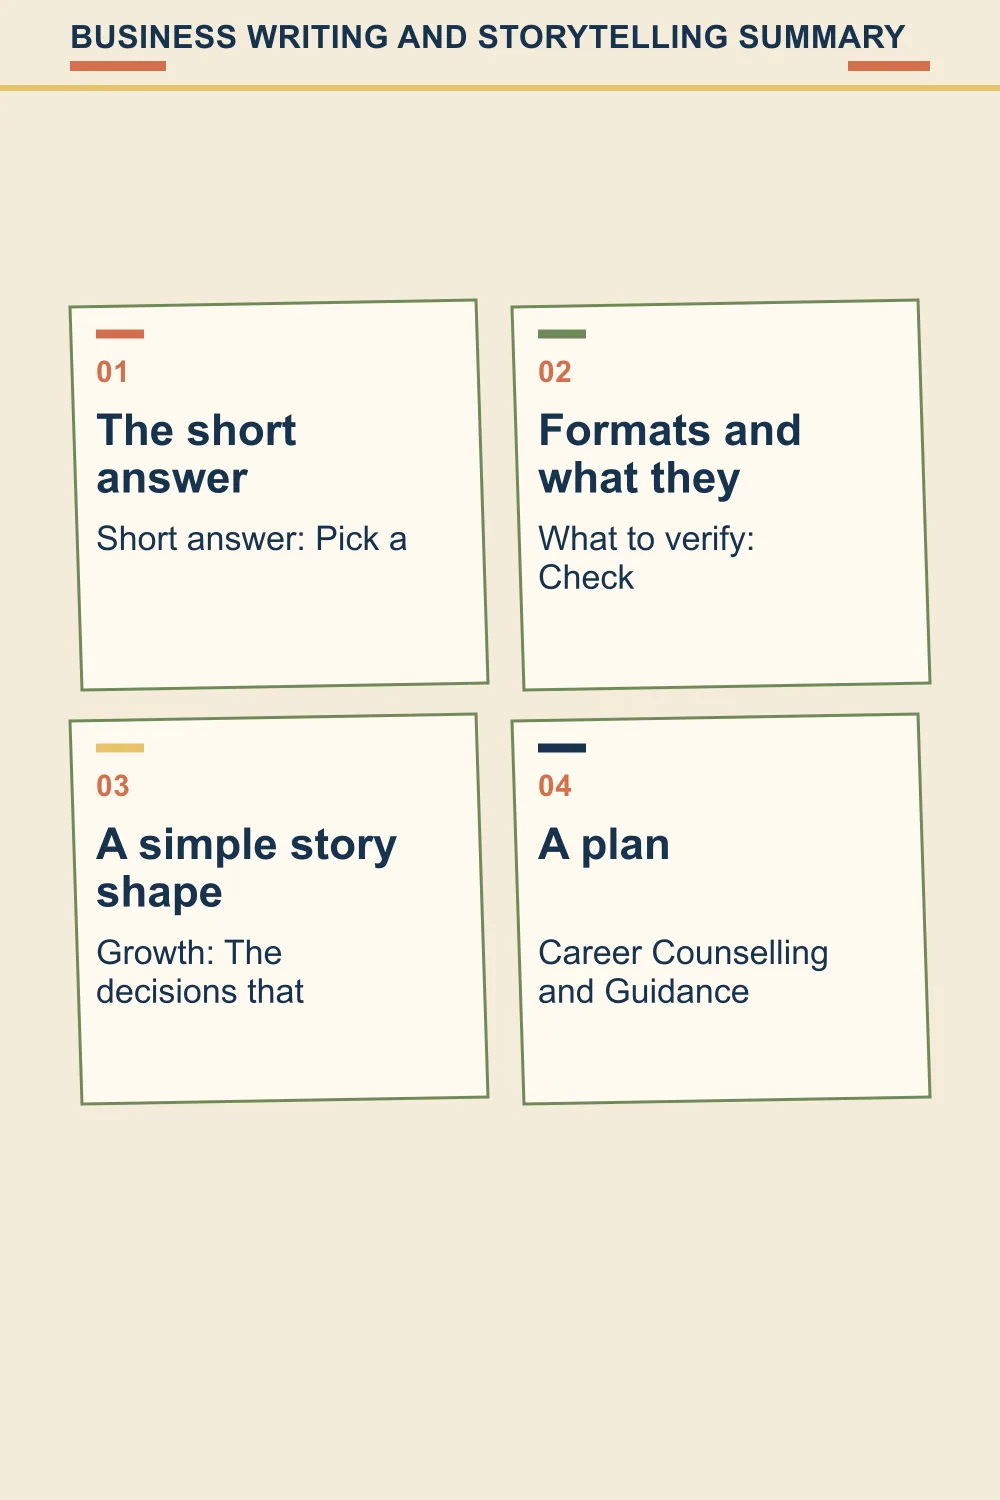 BUSINESS WRITING AND STORYTELLING SUMMARY
01
The short
answer
Short answer: Pick a
02
Formats and
what they
What to verify:
Check
03
A simple story
shape
Growth: The
decisions that
04
A plan
Career Counselling
and Guidance